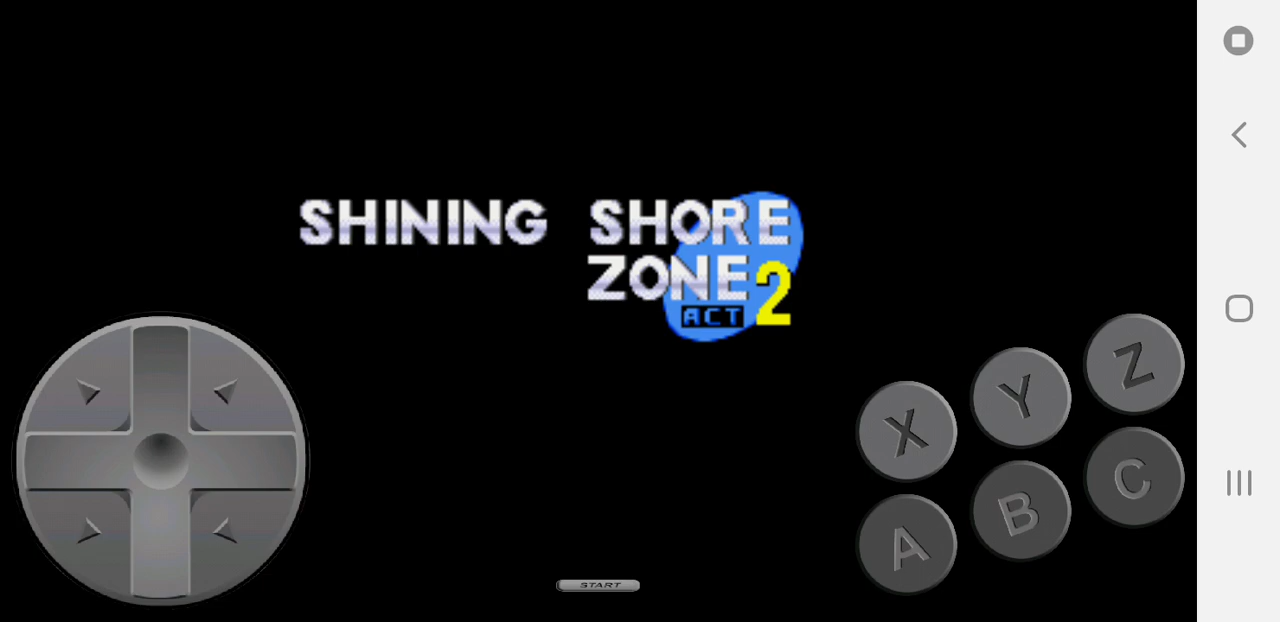 SHINING SHORE
ZONE
ACT 2
X Y Z
A B C
START